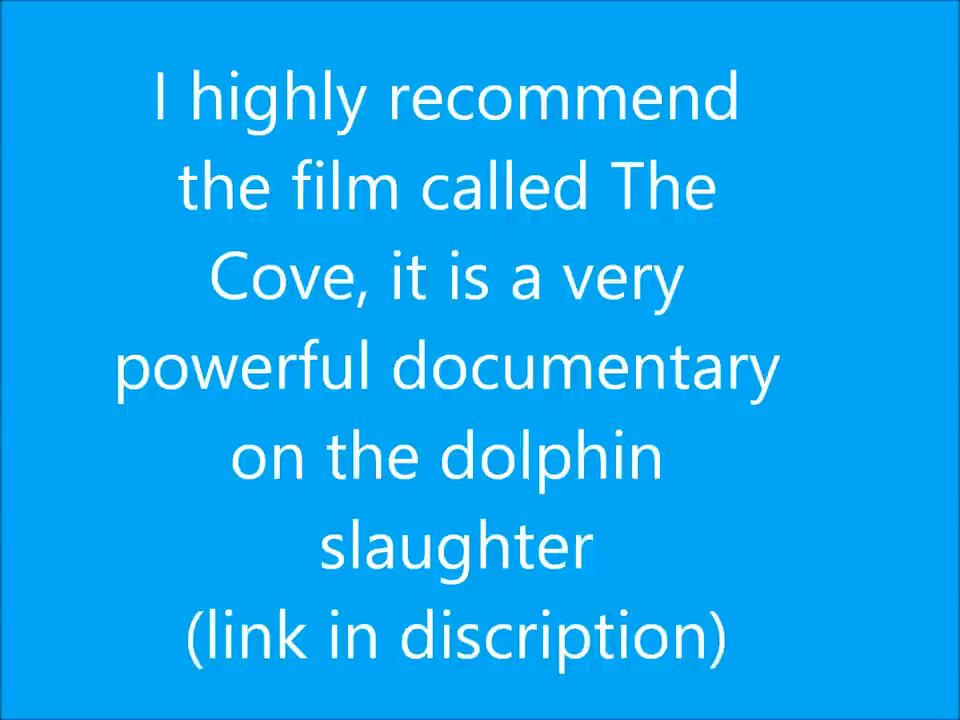 I highly recommend
the film called The
Cove, it is a very
powerful documentary
on the dolphin
slaughter
(link in discription)